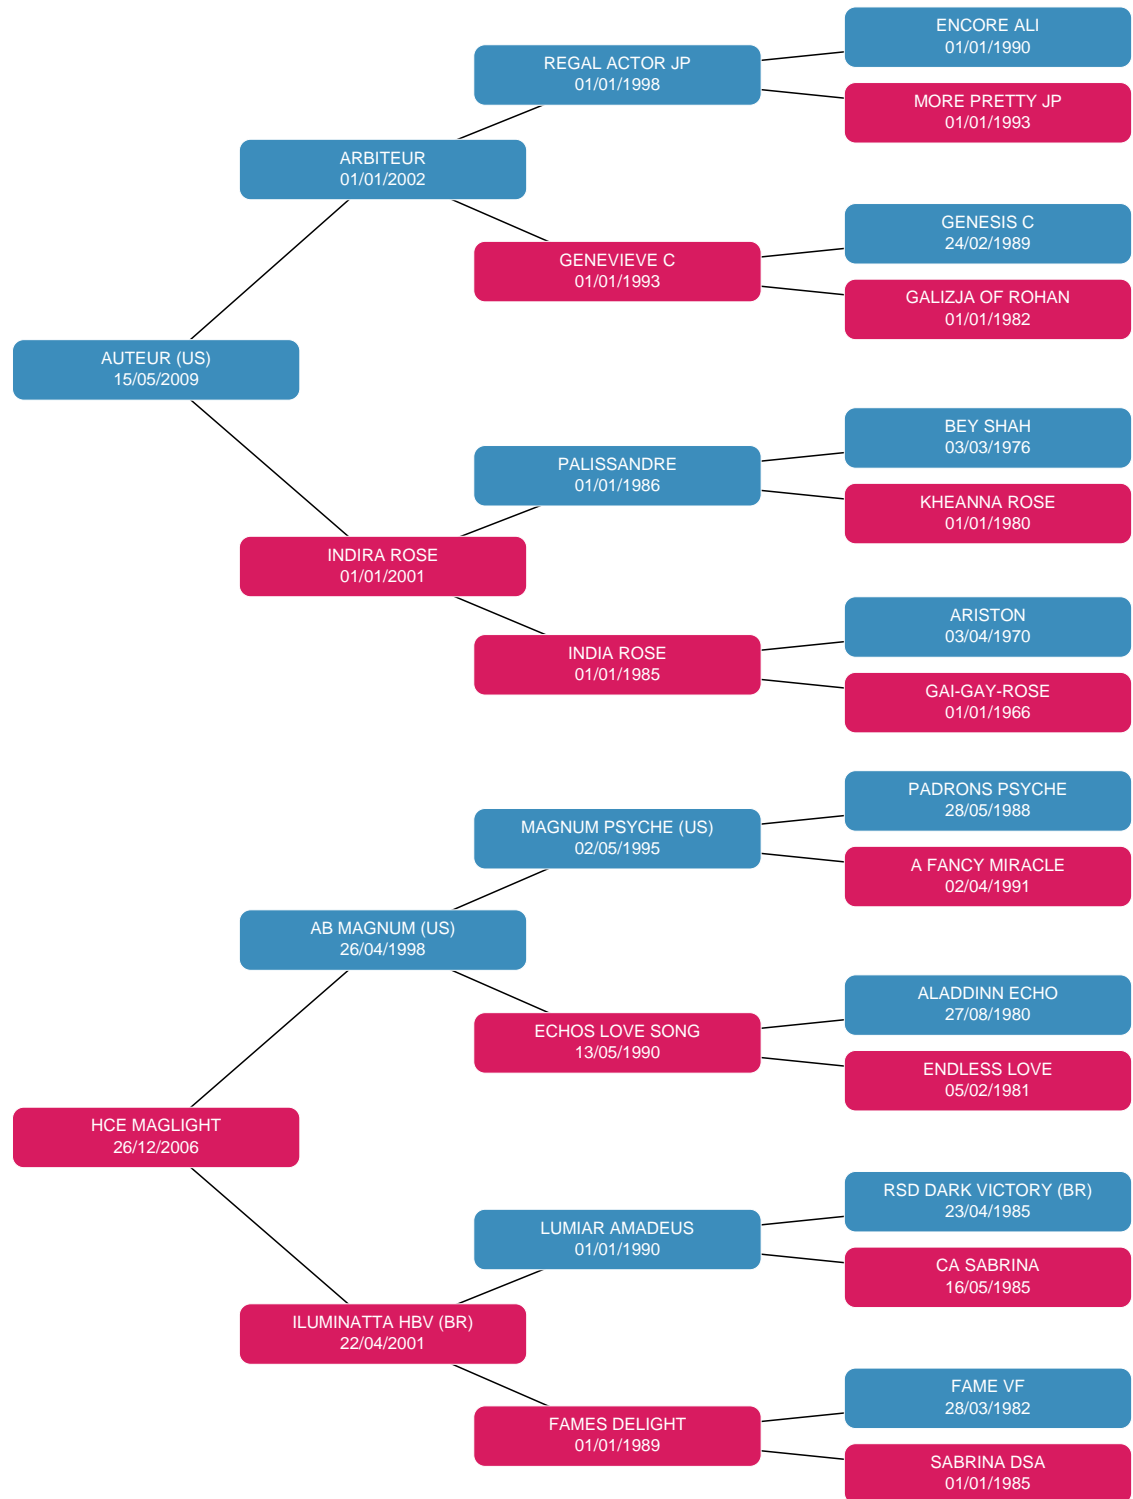 ENCORE ALI
01/01/1990
REGAL ACTOR JP
01/01/1998
MORE PRETTY JP
01/01/1993
ARBITEUR
01/01/2002
GENESIS C
24/02/1989
GENEVIEVE C
01/01/1993
GALIZJA OF ROHAN
01/01/1982
AUTEUR (US)
15/05/2009
BEY SHAH
03/03/1976
PALISSANDRE
01/01/1986
KHEANNA ROSE
01/01/1980
INDIRA ROSE
01/01/2001
ARISTON
03/04/1970
INDIA ROSE
01/01/1985
GAI-GAY-ROSE
01/01/1966
PADRONS PSYCHE
28/05/1988
MAGNUM PSYCHE (US)
02/05/1995
A FANCY MIRACLE
02/04/1991
AB MAGNUM (US)
26/04/1998
ALADDINN ECHO
27/08/1980
ECHOS LOVE SONG
13/05/1990
ENDLESS LOVE
05/02/1981
HCE MAGLIGHT
26/12/2006
RSD DARK VICTORY (BR)
23/04/1985
LUMIAR AMADEUS
01/01/1990
CA SABRINA
16/05/1985
ILUMINATTA HBV (BR)
22/04/2001
FAME VF
28/03/1982
FAMES DELIGHT
01/01/1989
SABRINA DSA
01/01/1985